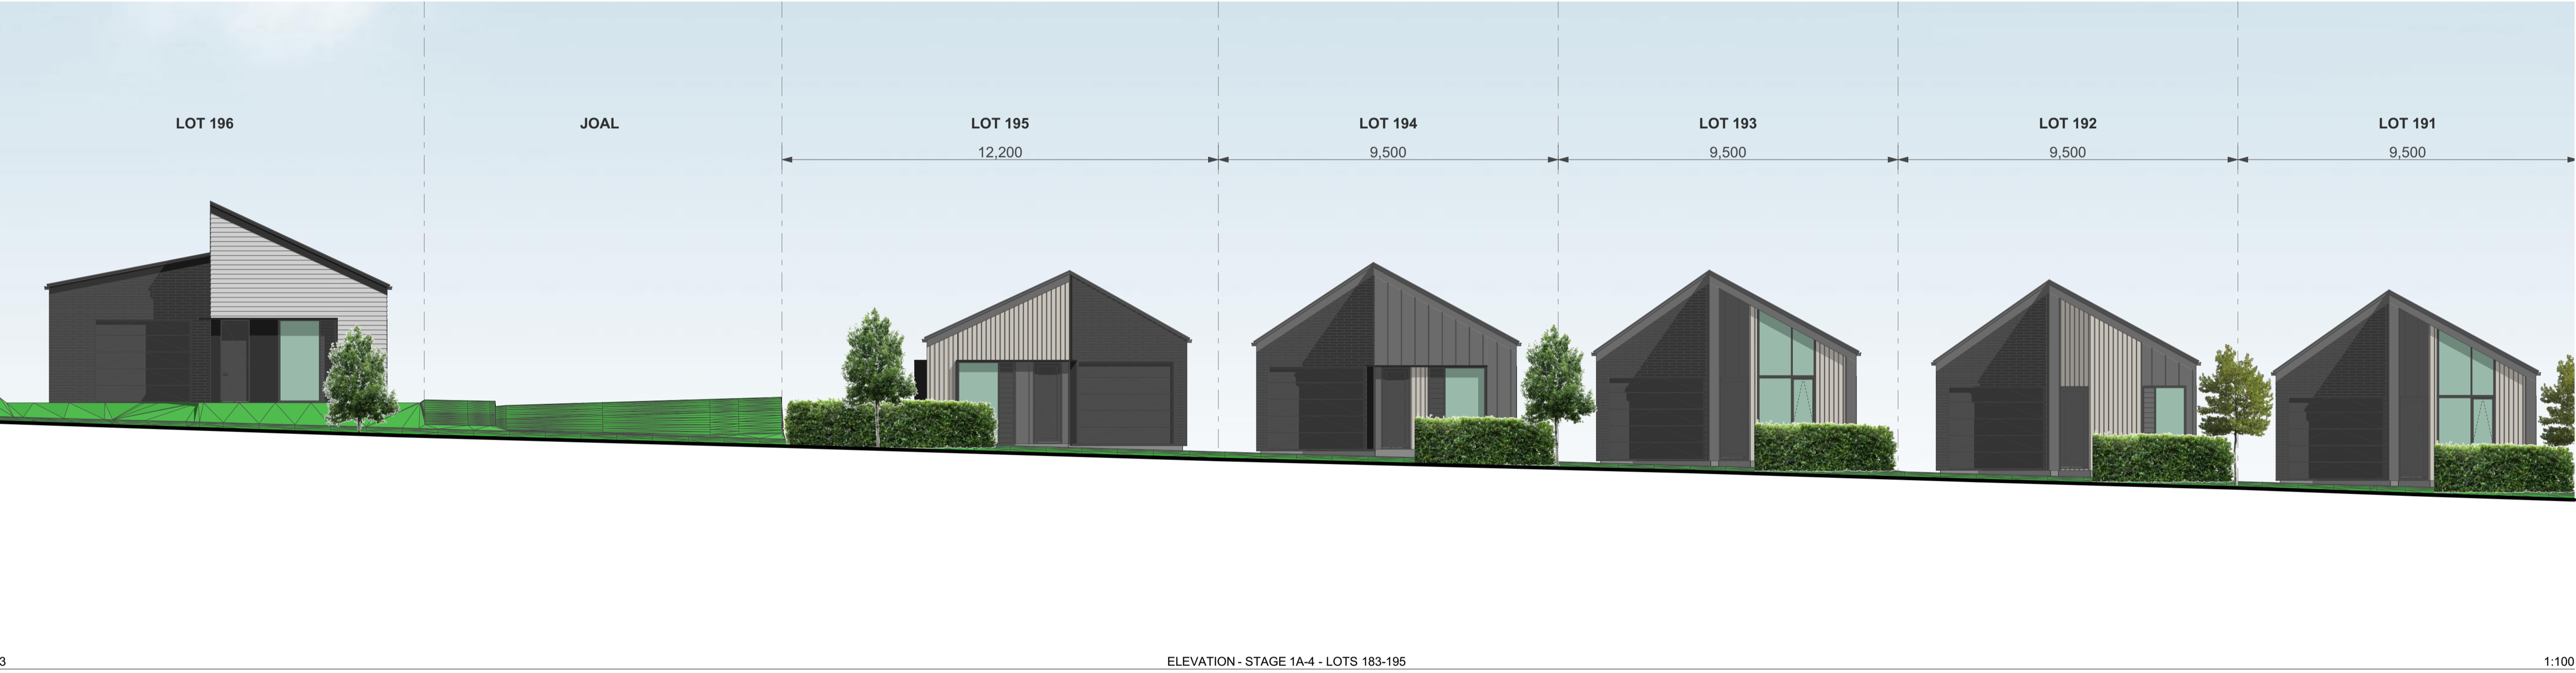 LOT 196
JOAL
LOT 195
LOT 194
LOT 193
LOT 192
LOT 191
12,200
9,500
9,500
9,500
9,500
3
ELEVATION - STAGE 1A-4 - LOTS 183-195
1:100